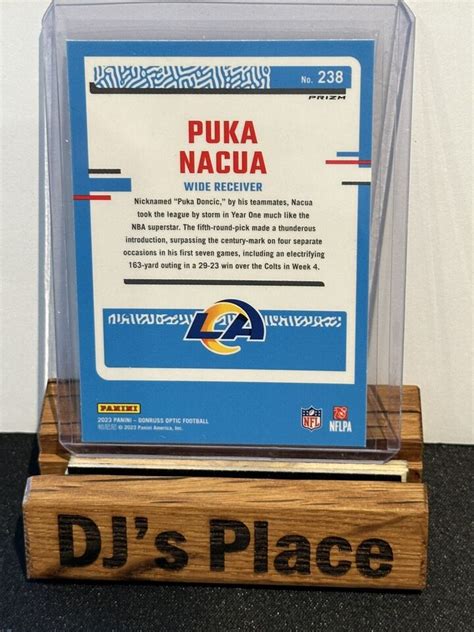 No. 238
PRIZM
PUKA
NACUA
WIDE RECEIVER
Nicknamed "Puka Doncic," by his teammates, Nacua
took the league by storm in Year One much like the
NBA superstar. The fifth-round-pick made a thunderous
introduction, surpassing the century-mark on four separate
occasions in his first seven games, including an electrifying
163-yard outing in a 29-23 win over the Colts in Week 4.
LA
PANINI
2023 PANINI – DONRUSS OPTIC FOOTBALL
© 2023 Panini America, Inc.
NFL
NFLPA
DJ's Place